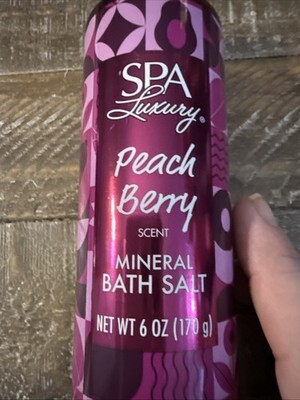 SPA
Luxury®
Peach
Berry
SCENT
MINERAL
BATH SALT
NET WT 6 OZ (170 g)